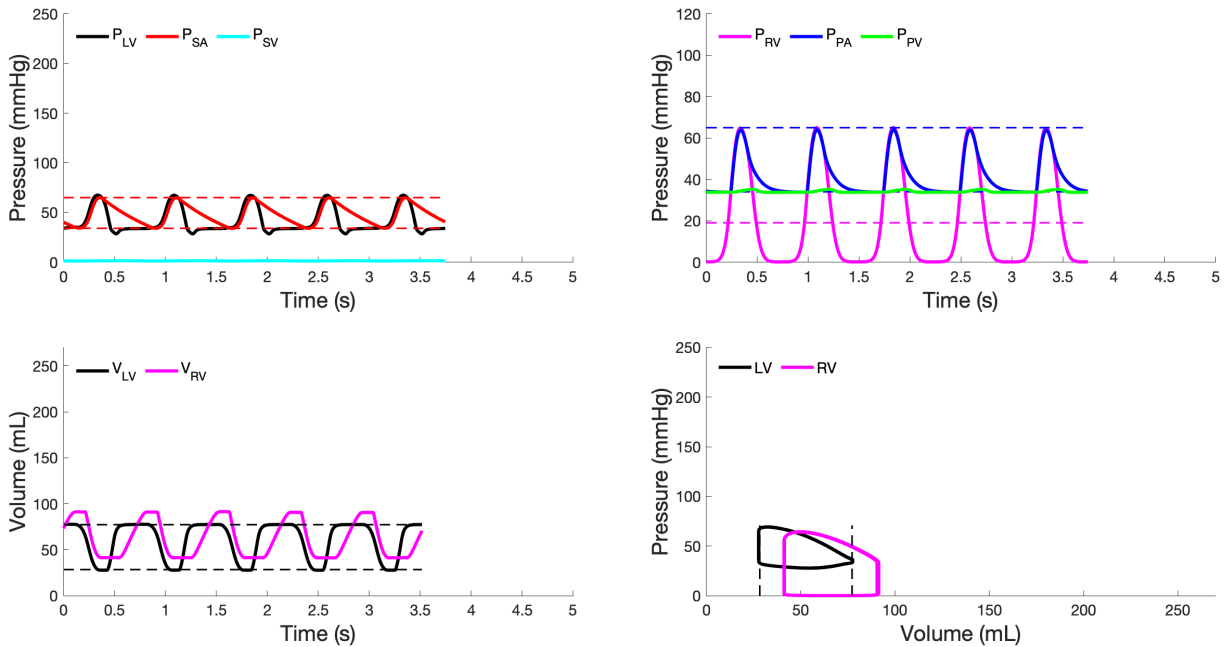 P_LV P_SA P_SV
250
200
150
100
50
0
Pressure (mmHg)
0 0.5 1 1.5 2 2.5 3 3.5 4 4.5 5
Time (s)
P_RV P_PA P_PV
120
100
80
60
40
20
0
Pressure (mmHg)
0 0.5 1 1.5 2 2.5 3 3.5 4 4.5 5
Time (s)
V_LV V_RV
250
200
150
100
50
0
Volume (mL)
0 0.5 1 1.5 2 2.5 3 3.5 4 4.5 5
Time (s)
LV RV
250
200
150
100
50
0
Pressure (mmHg)
0 50 100 150 200 250
Volume (mL)